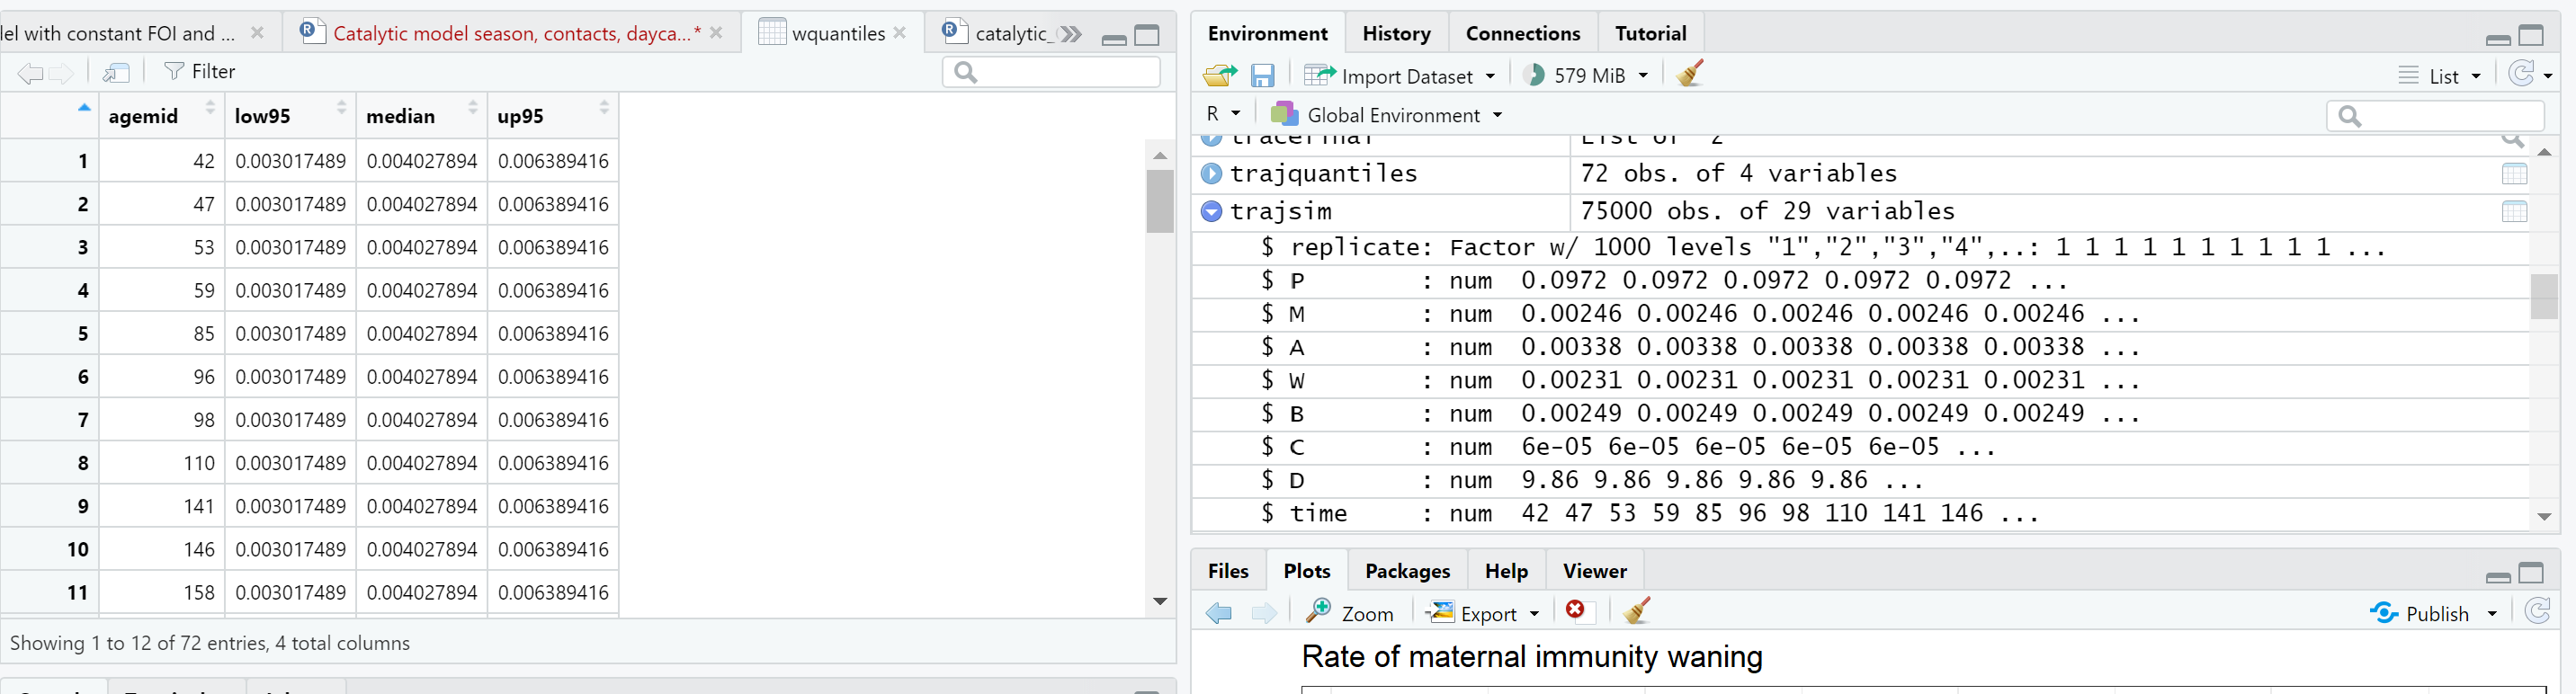 lel with constant FOI and ...
Catalytic model season, contacts, dayca...*
wquantiles
catalytic_
Filter
agemid low95 median up95
1 42 0.003017489 0.004027894 0.006389416
2 47 0.003017489 0.004027894 0.006389416
3 53 0.003017489 0.004027894 0.006389416
4 59 0.003017489 0.004027894 0.006389416
5 85 0.003017489 0.004027894 0.006389416
6 96 0.003017489 0.004027894 0.006389416
7 98 0.003017489 0.004027894 0.006389416
8 110 0.003017489 0.004027894 0.006389416
9 141 0.003017489 0.004027894 0.006389416
10 146 0.003017489 0.004027894 0.006389416
11 158 0.003017489 0.004027894 0.006389416
Showing 1 to 12 of 72 entries, 4 total columns
Environment History Connections Tutorial
Import Dataset 579 MiB List
R Global Environment
tracefinal List of 2
trajquantiles 72 obs. of 4 variables
trajsim 75000 obs. of 29 variables
$ replicate: Factor w/ 1000 levels "1","2","3","4",..: 1 1 1 1 1 1 1 1 1 1 ...
$ P : num 0.0972 0.0972 0.0972 0.0972 0.0972 ...
$ M : num 0.00246 0.00246 0.00246 0.00246 0.00246 ...
$ A : num 0.00338 0.00338 0.00338 0.00338 0.00338 ...
$ W : num 0.00231 0.00231 0.00231 0.00231 0.00231 ...
$ B : num 0.00249 0.00249 0.00249 0.00249 0.00249 ...
$ C : num 6e-05 6e-05 6e-05 6e-05 6e-05 ...
$ D : num 9.86 9.86 9.86 9.86 9.86 ...
$ time : num 42 47 53 59 85 96 98 110 141 146 ...
Files Plots Packages Help Viewer
Zoom Export Publish
Rate of maternal immunity waning